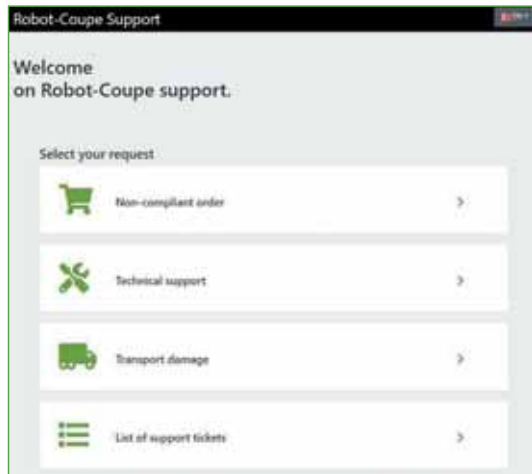 Robot-Coupe Support
Welcome
on Robot-Coupe support.
Select your request
Non-compliant order
Technical support
Transport damage
List of support tickets